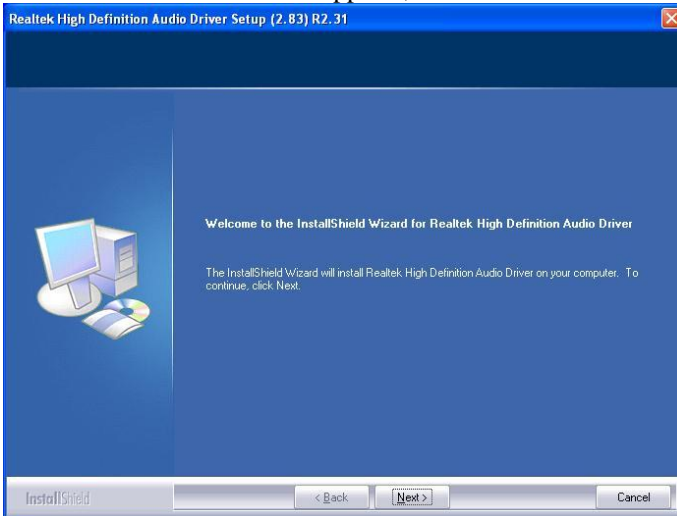 Realtek High Definition Audio Driver Setup (2.83) R2.31
Welcome to the InstallShield Wizard for Realtek High Definition Audio Driver
The InstallShield Wizard will install Realtek High Definition Audio Driver on your computer. To
continue, click Next.
InstallShield
< Back Next > Cancel